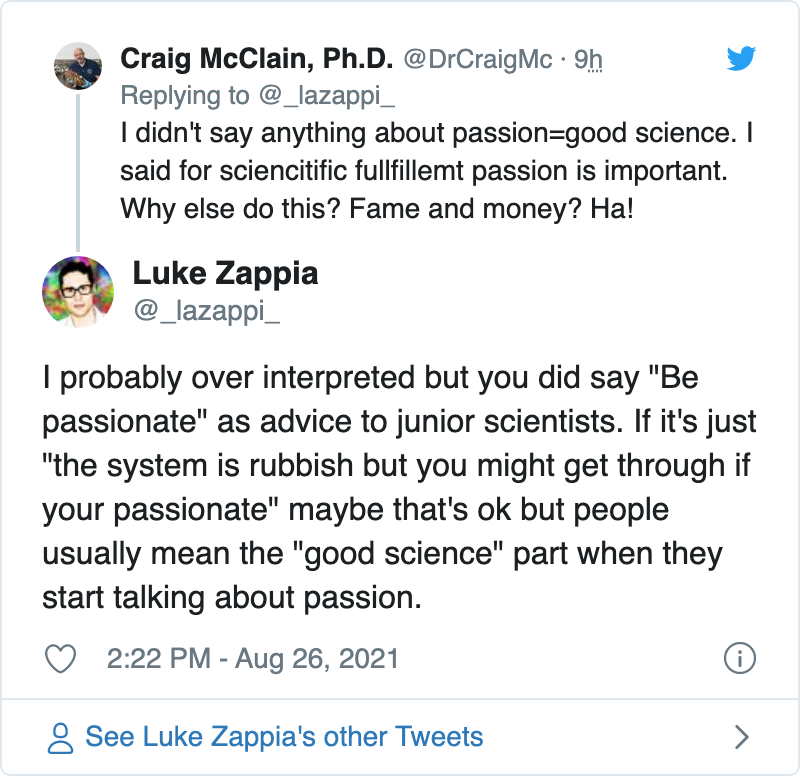 Craig McClain, Ph.D. @DrCraigMc · 9h
Replying to @_lazappi_
I didn't say anything about passion=good science. I
said for sciencitific fullfillemt passion is important.
Why else do this? Fame and money? Ha!
Luke Zappia
@_lazappi_
I probably over interpreted but you did say "Be
passionate" as advice to junior scientists. If it's just
"the system is rubbish but you might get through if
your passionate" maybe that's ok but people
usually mean the "good science" part when they
start talking about passion.
2:22 PM - Aug 26, 2021
See Luke Zappia's other Tweets